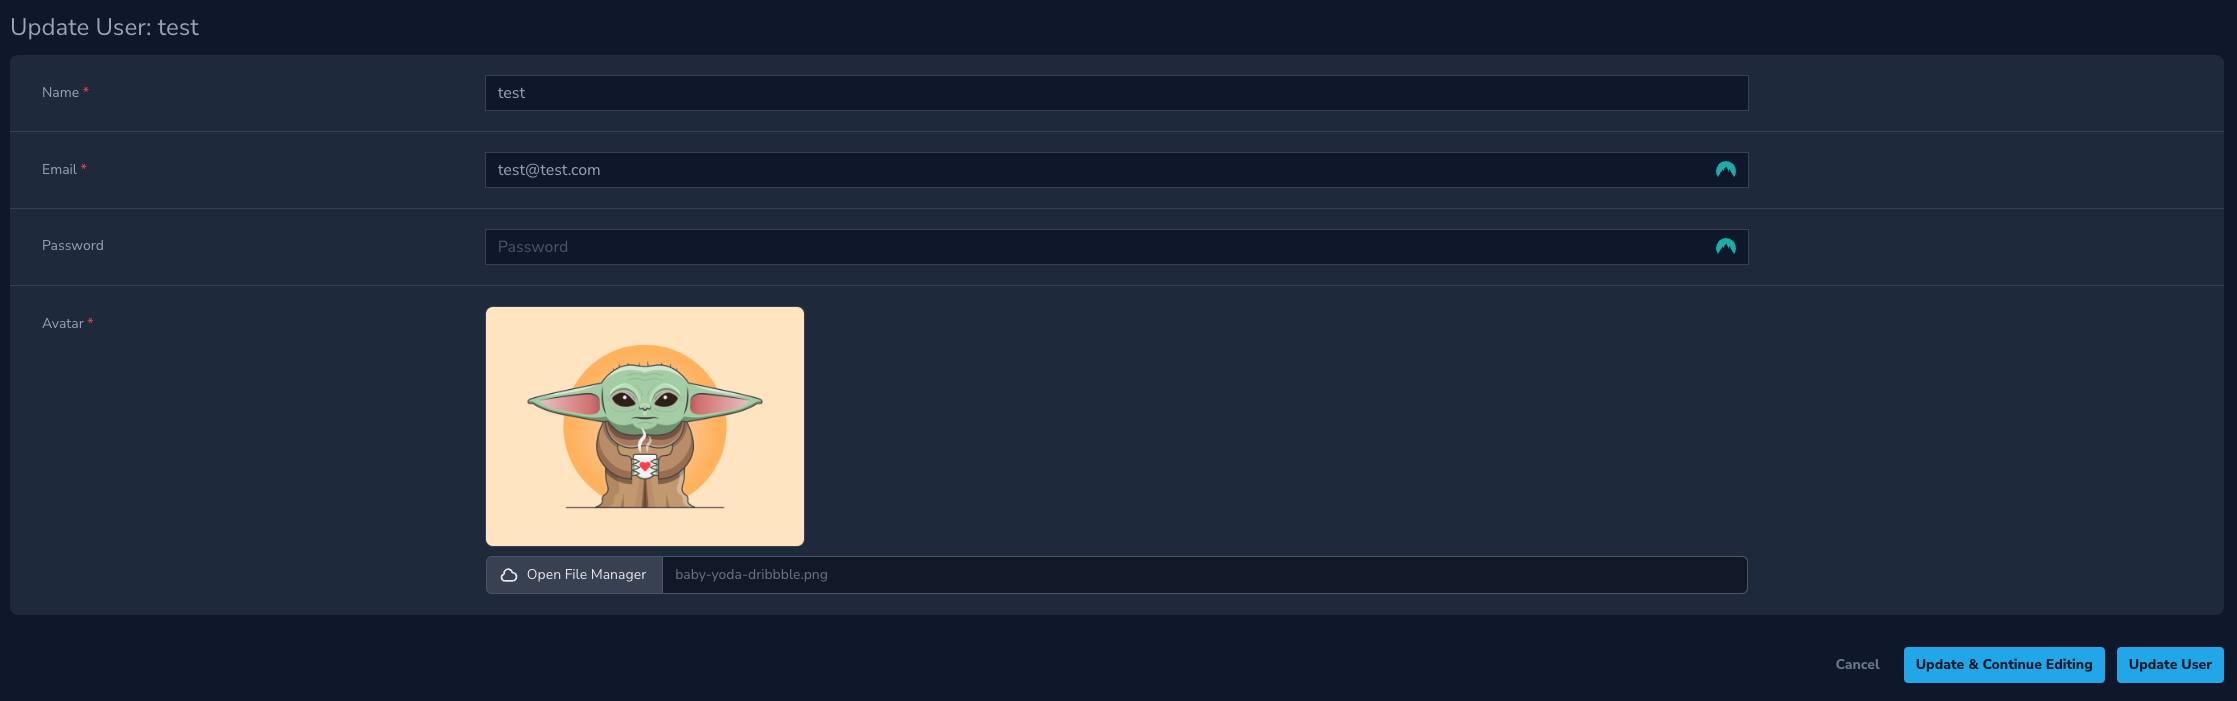 Update User: test
Name *
test
Email *
test@test.com
Password
Password
Avatar *
Open File Manager
baby-yoda-dribbble.png
Cancel
Update & Continue Editing
Update User